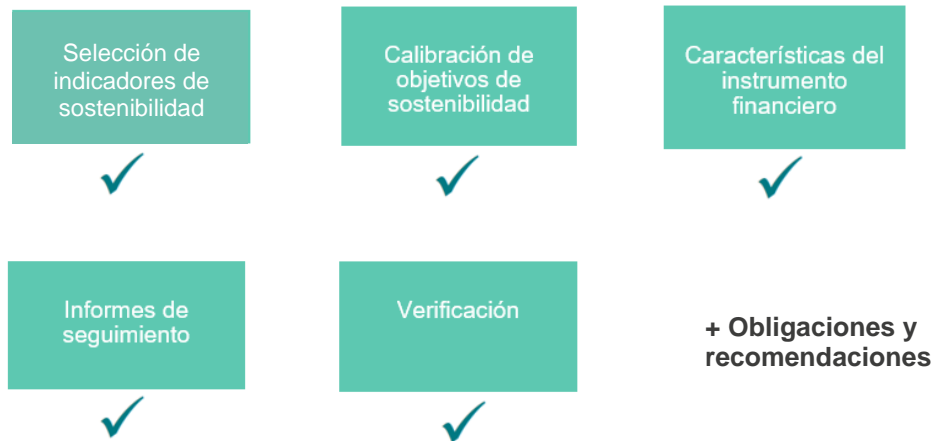 Selección de
indicadores de
sostenibilidad
Calibración de
objetivos de
sostenibilidad
Características del
instrumento
financiero
Informes de
seguimiento
Verificación
+ Obligaciones y
recomendaciones